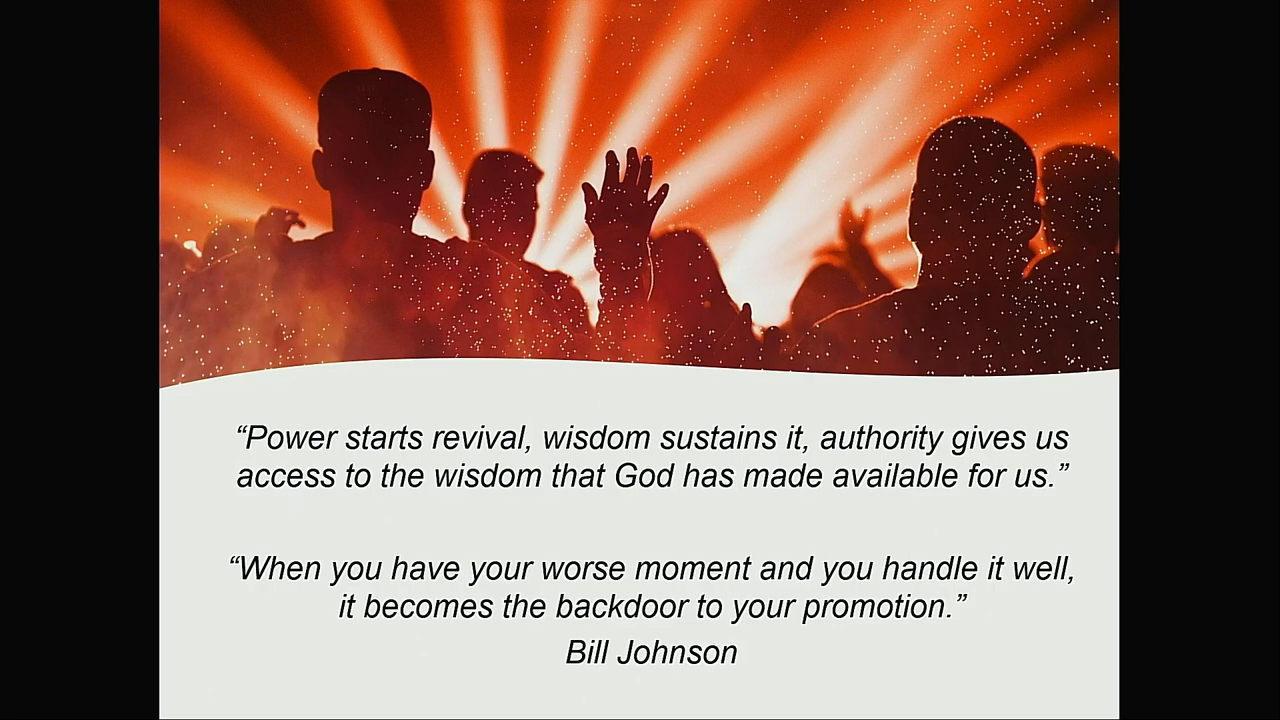 “Power starts revival, wisdom sustains it, authority gives us
access to the wisdom that God has made available for us.”
“When you have your worse moment and you handle it well,
it becomes the backdoor to your promotion.”
Bill Johnson